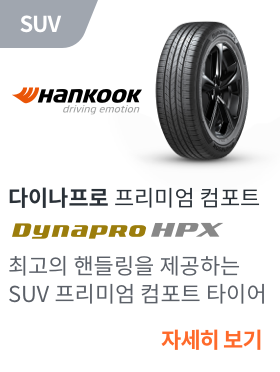 SUV
HANKOOK
driving emotion
다이나프로 프리미엄 컴포트
DYNAPRO HPX
최고의 핸들링을 제공하는
SUV 프리미엄 컴포트 타이어
자세히 보기